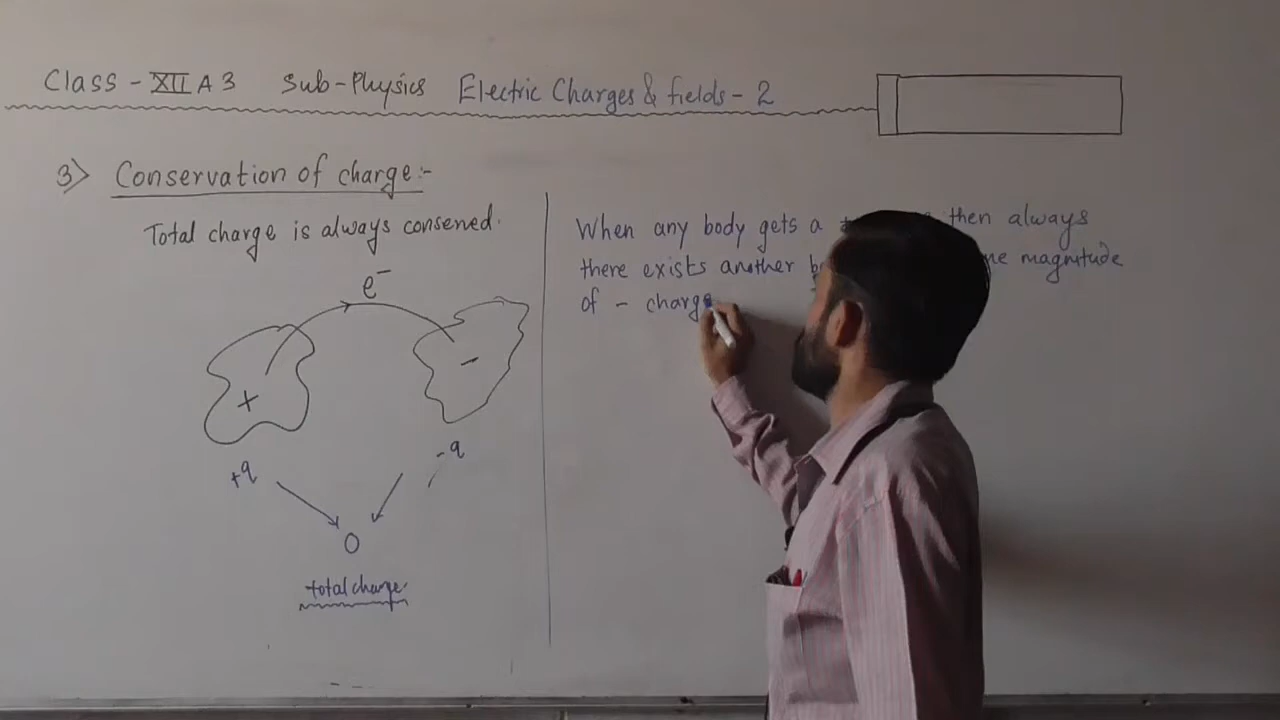 Class - XII A 3 Sub-Physics Electric Charges & fields - 2
3> Conservation of charge:-
Total charge is always conserved.
e⁻
+
-
+q
-q
0
total charge
When any body gets a then always
there exists another magnitude
of - charge